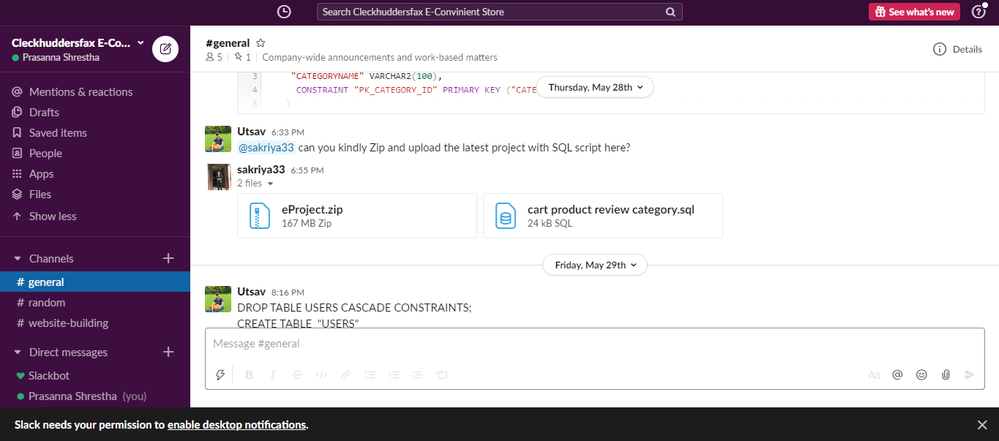 Search Cleckhuddersfax E-Convinient Store
See what's new
Cleckhuddersfax E-Co...
Prasanna Shrestha
Mentions & reactions
Drafts
Saved items
People
Apps
Files
Show less
Channels
# general
# random
# website-building
Direct messages
Slackbot
Prasanna Shrestha (you)
#general
5 | 1 | Company-wide announcements and work-based matters
Details
3 "CATEGORYNAME" VARCHAR2(100),
4 CONSTRAINT "PK_CATEGORY_ID" PRIMARY KEY ("CATE
5 )
Thursday, May 28th
Utsav 6:33 PM
@sakriya33 can you kindly Zip and upload the latest project with SQL script here?
sakriya33 6:55 PM
2 files
eProject.zip
167 MB Zip
cart product review category.sql
24 kB SQL
Friday, May 29th
Utsav 8:16 PM
DROP TABLE USERS CASCADE CONSTRAINTS;
CREATE TABLE "USERS"
Message #general
B I S </> Aa @
Slack needs your permission to enable desktop notifications.